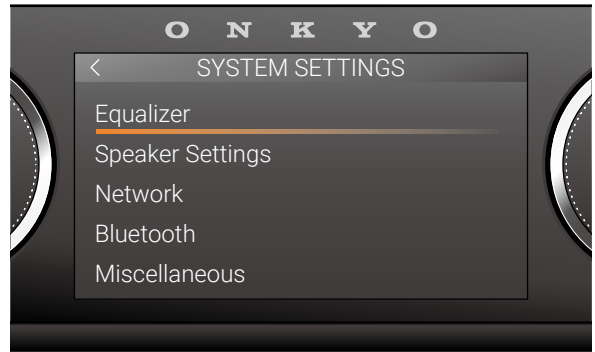 ONKYO
SYSTEM SETTINGS
Equalizer
Speaker Settings
Network
Bluetooth
Miscellaneous